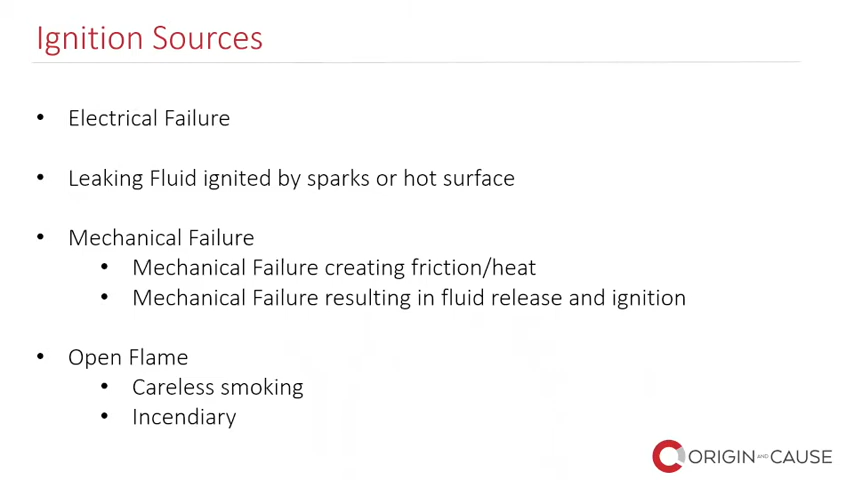 Ignition Sources
• Electrical Failure
• Leaking Fluid ignited by sparks or hot surface
• Mechanical Failure
• Mechanical Failure creating friction/heat
• Mechanical Failure resulting in fluid release and ignition
• Open Flame
• Careless smoking
• Incendiary
ORIGIN AND CAUSE